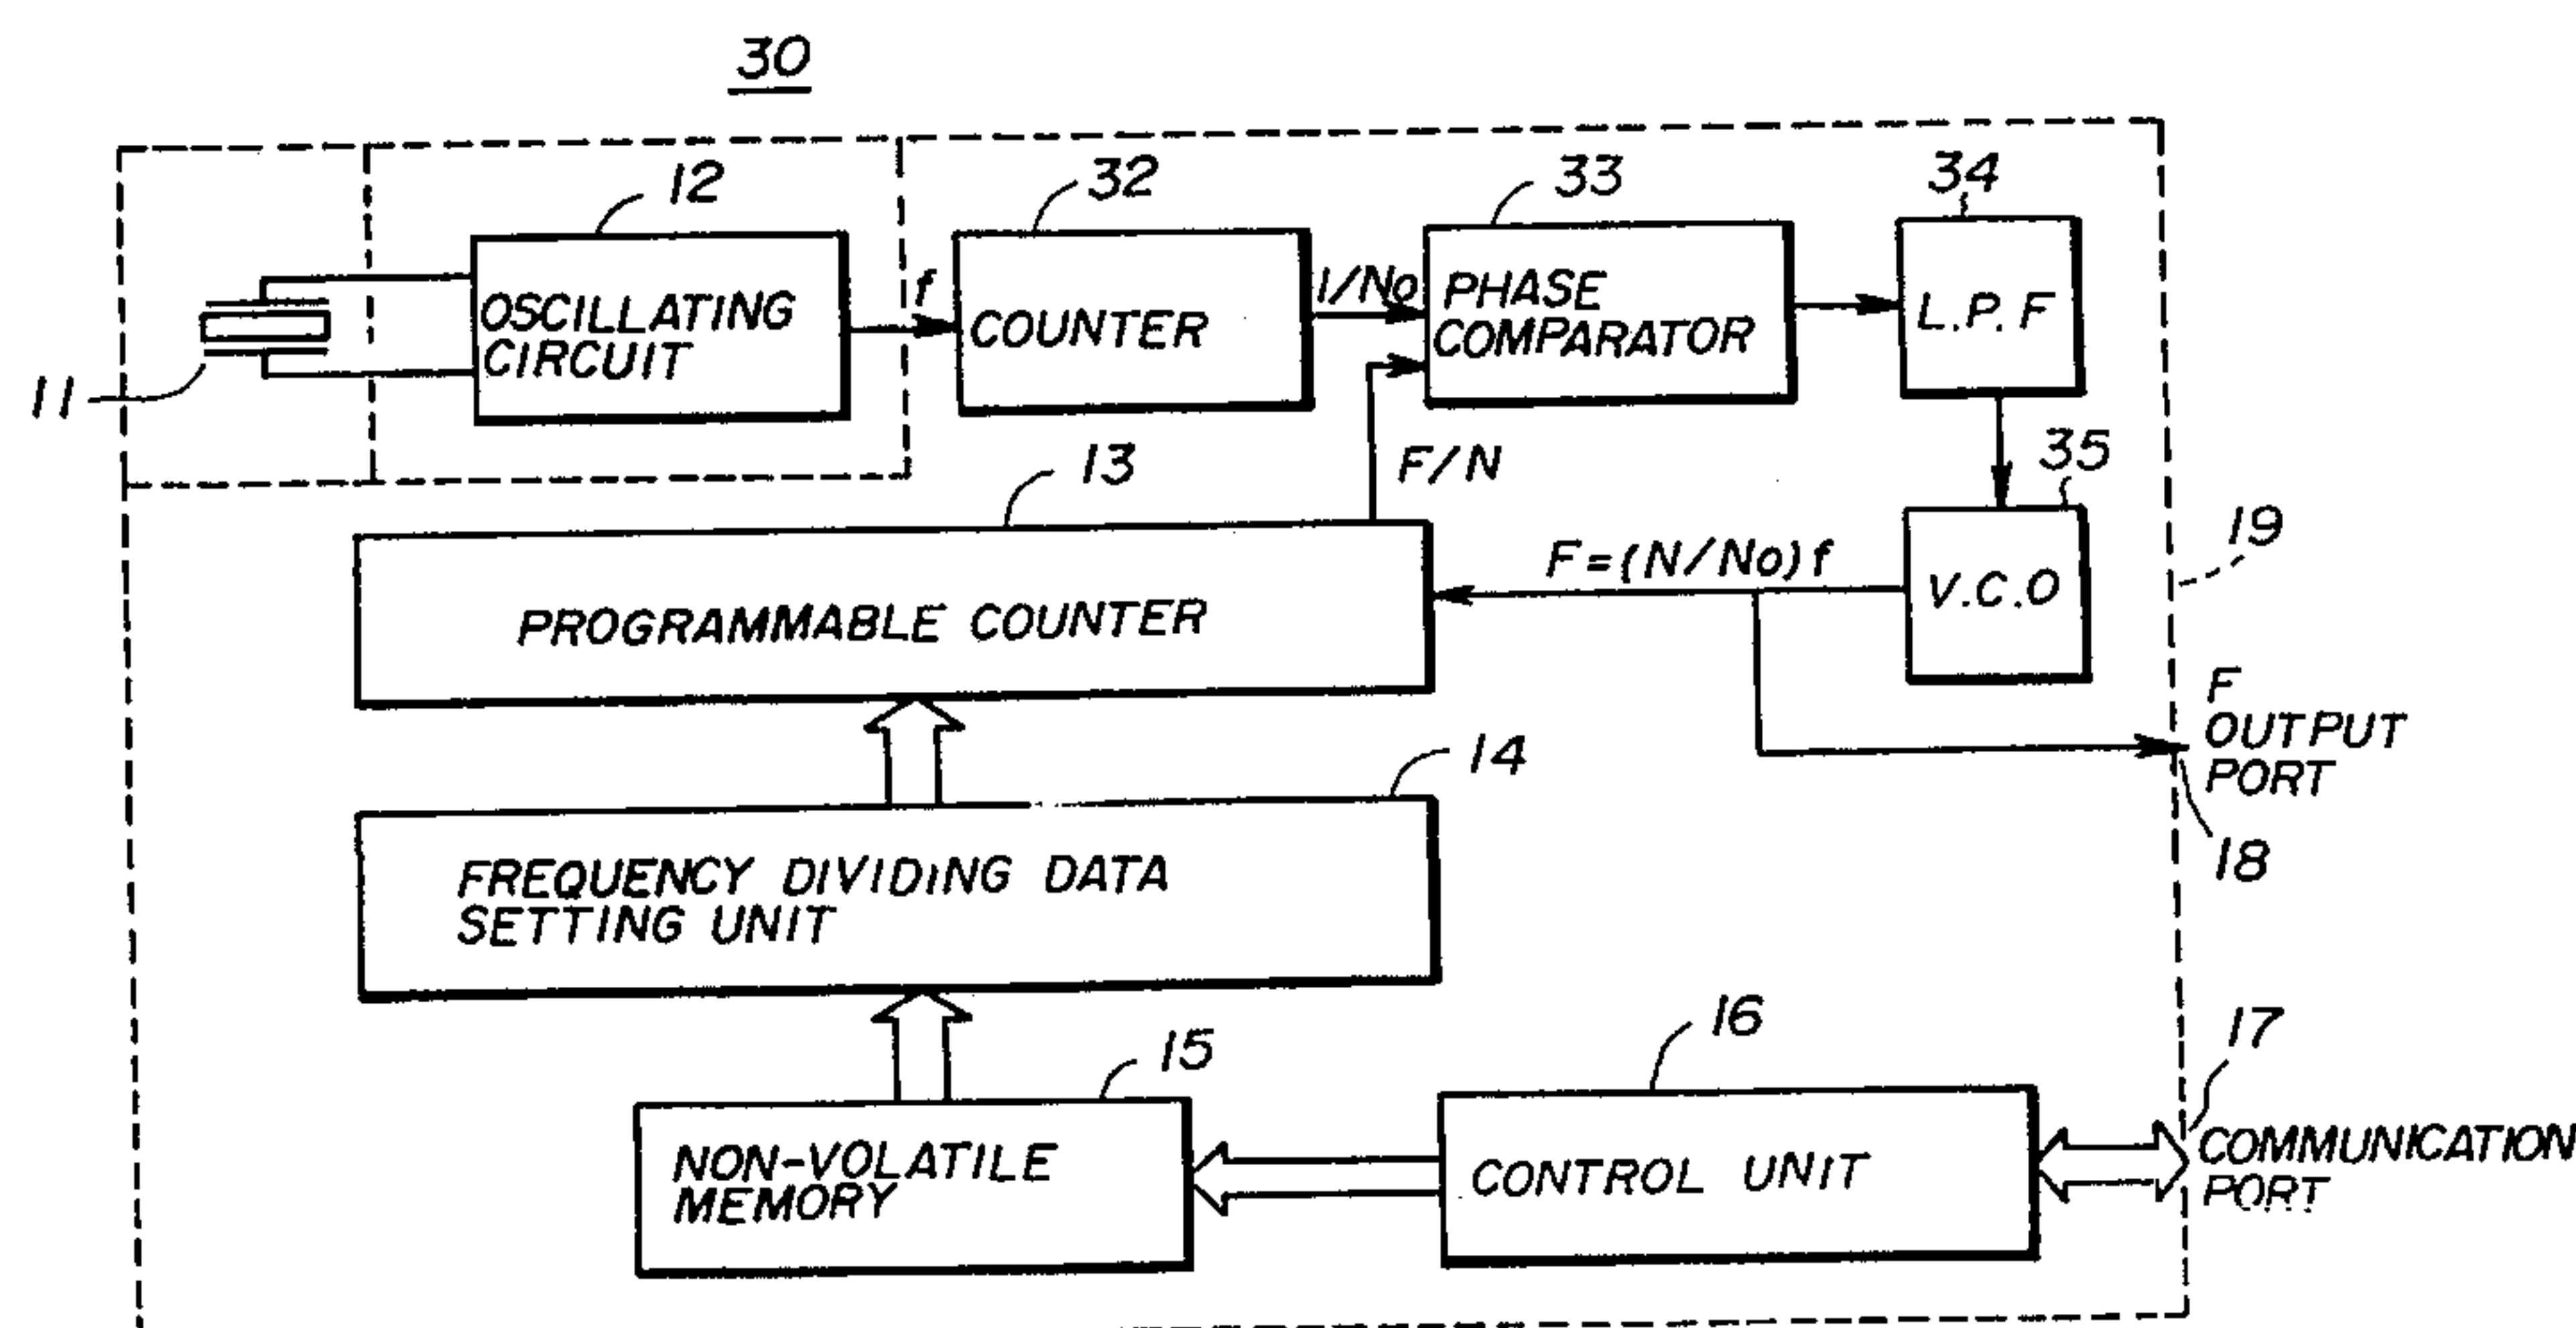 30
12
32
33
34
OSCILLATING
CIRCUIT
f
COUNTER
1/No
PHASE
COMPARATOR
L.P.F
11
13
F/N
35
19
PROGRAMMABLE COUNTER
F=(N/No)f
V.C.O
F
OUTPUT
PORT
18
14
FREQUENCY DIVIDING DATA
SETTING UNIT
15
16
17
NON-VOLATILE
MEMORY
CONTROL UNIT
COMMUNICATION
PORT